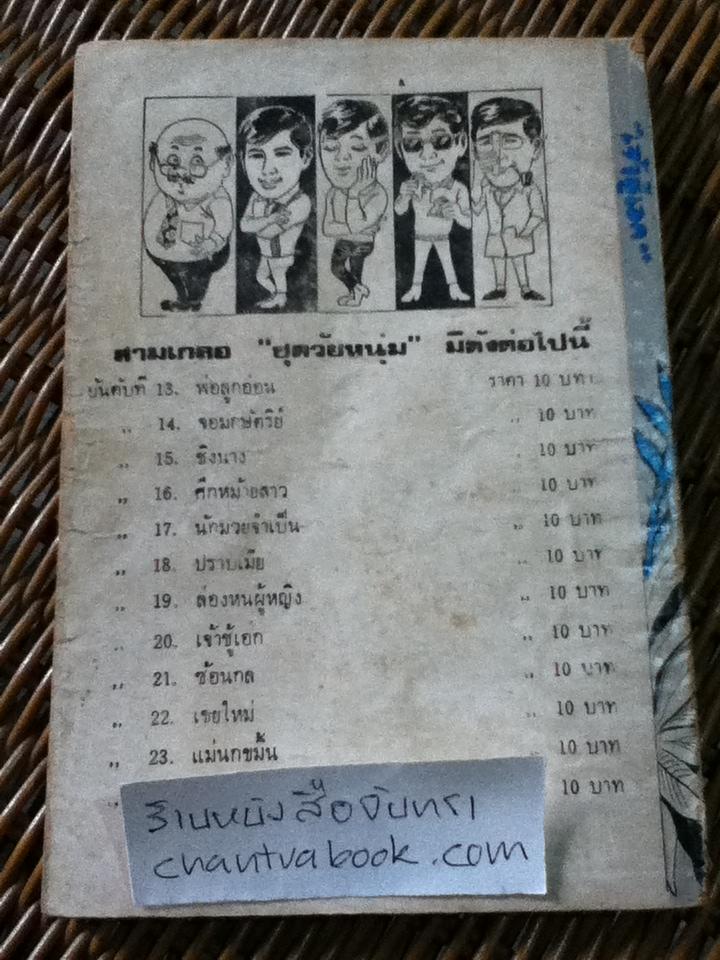 สามเกลอ "ชุดวัยหนุ่ม" มีดังต่อไปนี้
อันดับที่ 13. พ่อลูกอ่อน ราคา 10 บาท
,, 14. จอมกษัตริย์ ,, 10 บาท
,, 15. ชิงนาง ,, 10 บาท
,, 16. ศึกหม้ายสาว ,, 10 บาท
,, 17. นักมวยจำเป็น ,, 10 บาท
,, 18. ปราบเมีย ,, 10 บาท
,, 19. ล่องหนผู้หญิง ,, 10 บาท
,, 20. เจ้าชู้เอก ,, 10 บาท
,, 21. ซ้อนกล ,, 10 บาท
,, 22. เขยใหม่ ,, 10 บาท
,, 23. แม่นกขมิ้น ,, 10 บาท
10 บาท
ร้านหนังสือจันทรา
chantrabook.com